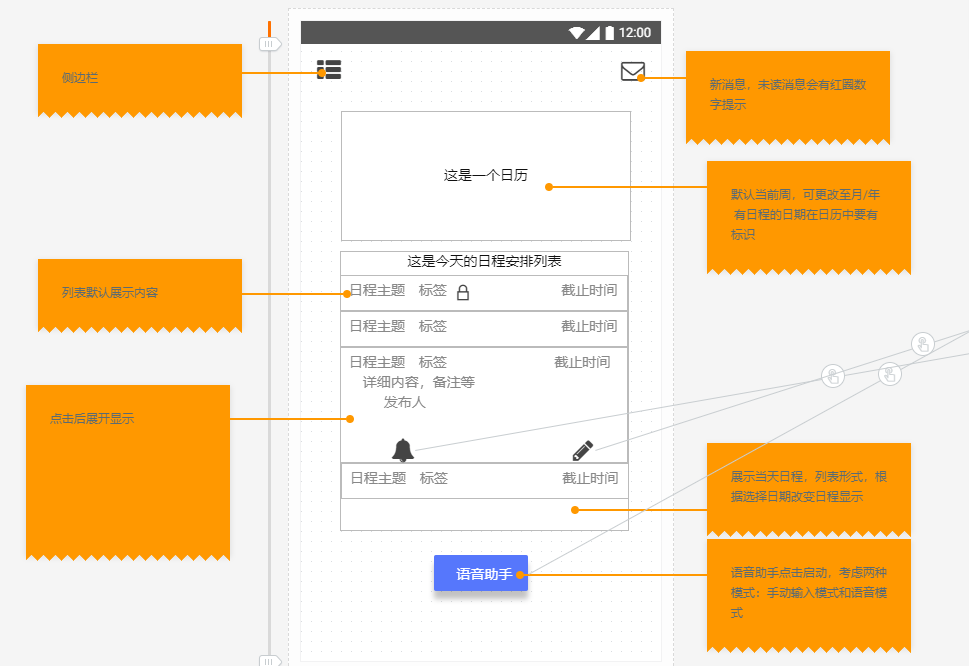 12:00
侧边栏
新消息，未读消息会有红圈数
字提示
这是一个日历
默认当前周，可更改至月/年
有日程的日期在日历中要有
标识
这是今天的日程安排列表
列表默认展示内容
日程主题 标签 截止时间
日程主题 标签 截止时间
日程主题 标签 截止时间
详细内容，备注等
发布人
点击后展开显示
日程主题 标签 截止时间
展示当天日程，列表形式，根
据选择日期改变日程显示
语音助手
语音助手点击启动，考虑两种
模式：手动输入模式和语音模
式